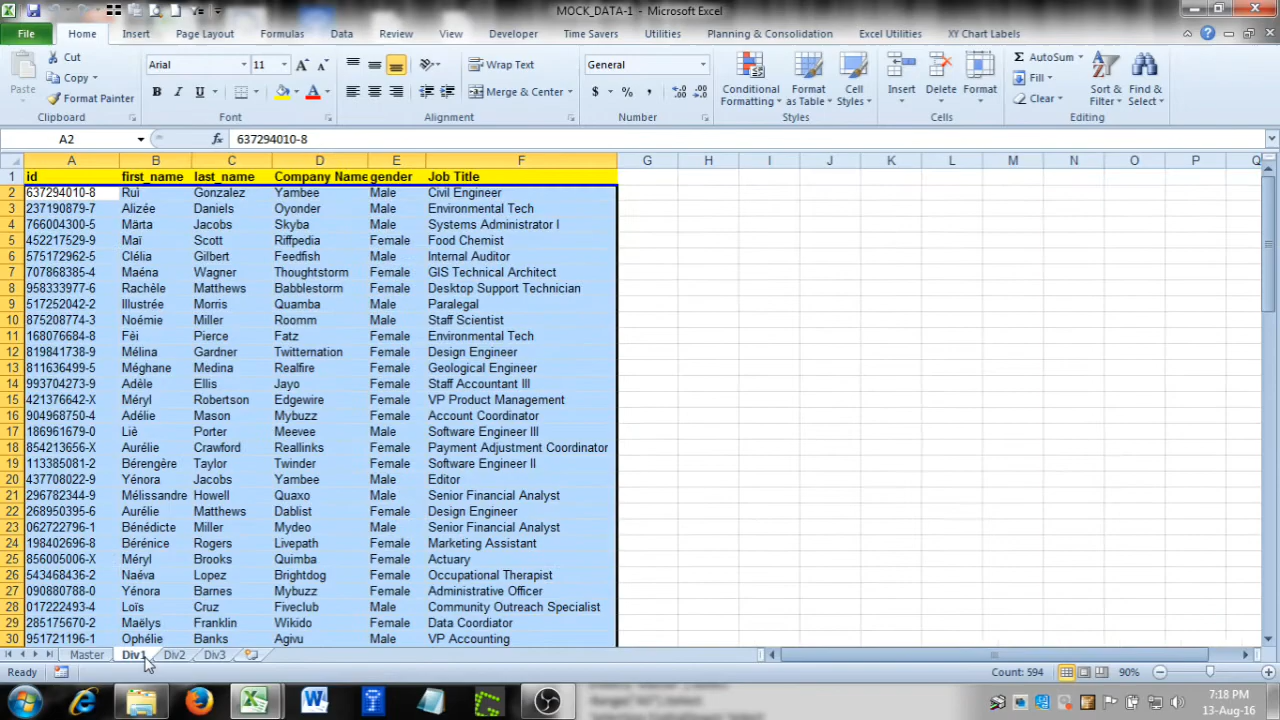 MOCK_DATA-1 - Microsoft Excel
File Home Insert Page Layout Formulas Data Review View Developer Time Savers Utilities Planning & Consolidation Excel Utilities XY Chart Labels
Paste
Cut
Copy
Format Painter
Clipboard
Arial 11
B I U
Font
Wrap Text
Merge & Center
Alignment
General
$ % ,
Number
Conditional Formatting
Format as Table
Cell Styles
Styles
Insert Delete Format
Cells
AutoSum
Fill
Clear
Sort & Filter
Find & Select
Editing
A2 fx 637294010-8
A B C D E F G H I J K L M N O P Q
1 id first_name last_name Company Name gender Job Title
2 637294010-8 Ruì Gonzalez Yambee Male Civil Engineer
3 237190879-7 Alizée Daniels Oyonder Male Environmental Tech
4 766004300-5 Märta Jacobs Skyba Male Systems Administrator I
5 452217529-9 Maï Scott Riffpedia Female Food Chemist
6 575172962-5 Clélia Gilbert Feedfish Male Internal Auditor
7 707868385-4 Maéna Wagner Thoughtstorm Female GIS Technical Architect
8 958333977-6 Rachèle Matthews Babblestorm Female Desktop Support Technician
9 517252042-2 Illustrée Morris Quamba Male Paralegal
10 875208774-3 Noémie Miller Roomm Male Staff Scientist
11 168076684-8 Fèi Pierce Fatz Female Environmental Tech
12 819841738-9 Mélina Gardner Twitternation Female Design Engineer
13 811636499-5 Méghane Medina Realfire Female Geological Engineer
14 993704273-9 Adèle Ellis Jayo Female Staff Accountant III
15 421376642-X Méryl Robertson Edgewire Female VP Product Management
16 904968750-4 Adélie Mason Mybuzz Female Account Coordinator
17 186961679-0 Liè Porter Meevee Male Software Engineer III
18 854213656-X Aurélie Crawford Reallinks Female Payment Adjustment Coordinator
19 113385081-2 Bérengère Taylor Twinder Female Software Engineer II
20 437708022-9 Yénora Jacobs Yambee Male Editor
21 296782344-9 Mélissandre Howell Quaxo Male Senior Financial Analyst
22 268950395-6 Aurélie Matthews Dablist Female Design Engineer
23 062722796-1 Bénédicte Miller Mydeo Male Senior Financial Analyst
24 198402696-8 Bérénice Rogers Livepath Female Marketing Assistant
25 856005006-X Méryl Brooks Quimba Female Actuary
26 543468436-2 Naéva Lopez Brightdog Female Occupational Therapist
27 090880788-0 Yénora Barnes Mybuzz Female Administrative Officer
28 017222493-4 Loïs Cruz Fiveclub Male Community Outreach Specialist
29 285175670-2 Maëlys Franklin Wikido Female Data Coordinator
30 951721196-1 Ophélie Banks Agivu Male VP Accounting
Master Div1 Div2 Div3
Ready Count: 594 90%
7:18 PM
13-Aug-16